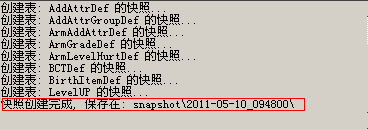 创建表: AddAttrDef 的快照...
创建表: AddAttrGroupDef 的快照...
创建表: ArmAddAttrDef 的快照...
创建表: ArmGradeDef 的快照...
创建表: ArmLevelHurtDef 的快照...
创建表: BCTDef 的快照...
创建表: BirthItemDef 的快照...
创建表: LevelUP 的快照...
快照创建完成, 保存在: snapshot\2011-05-10_094800\